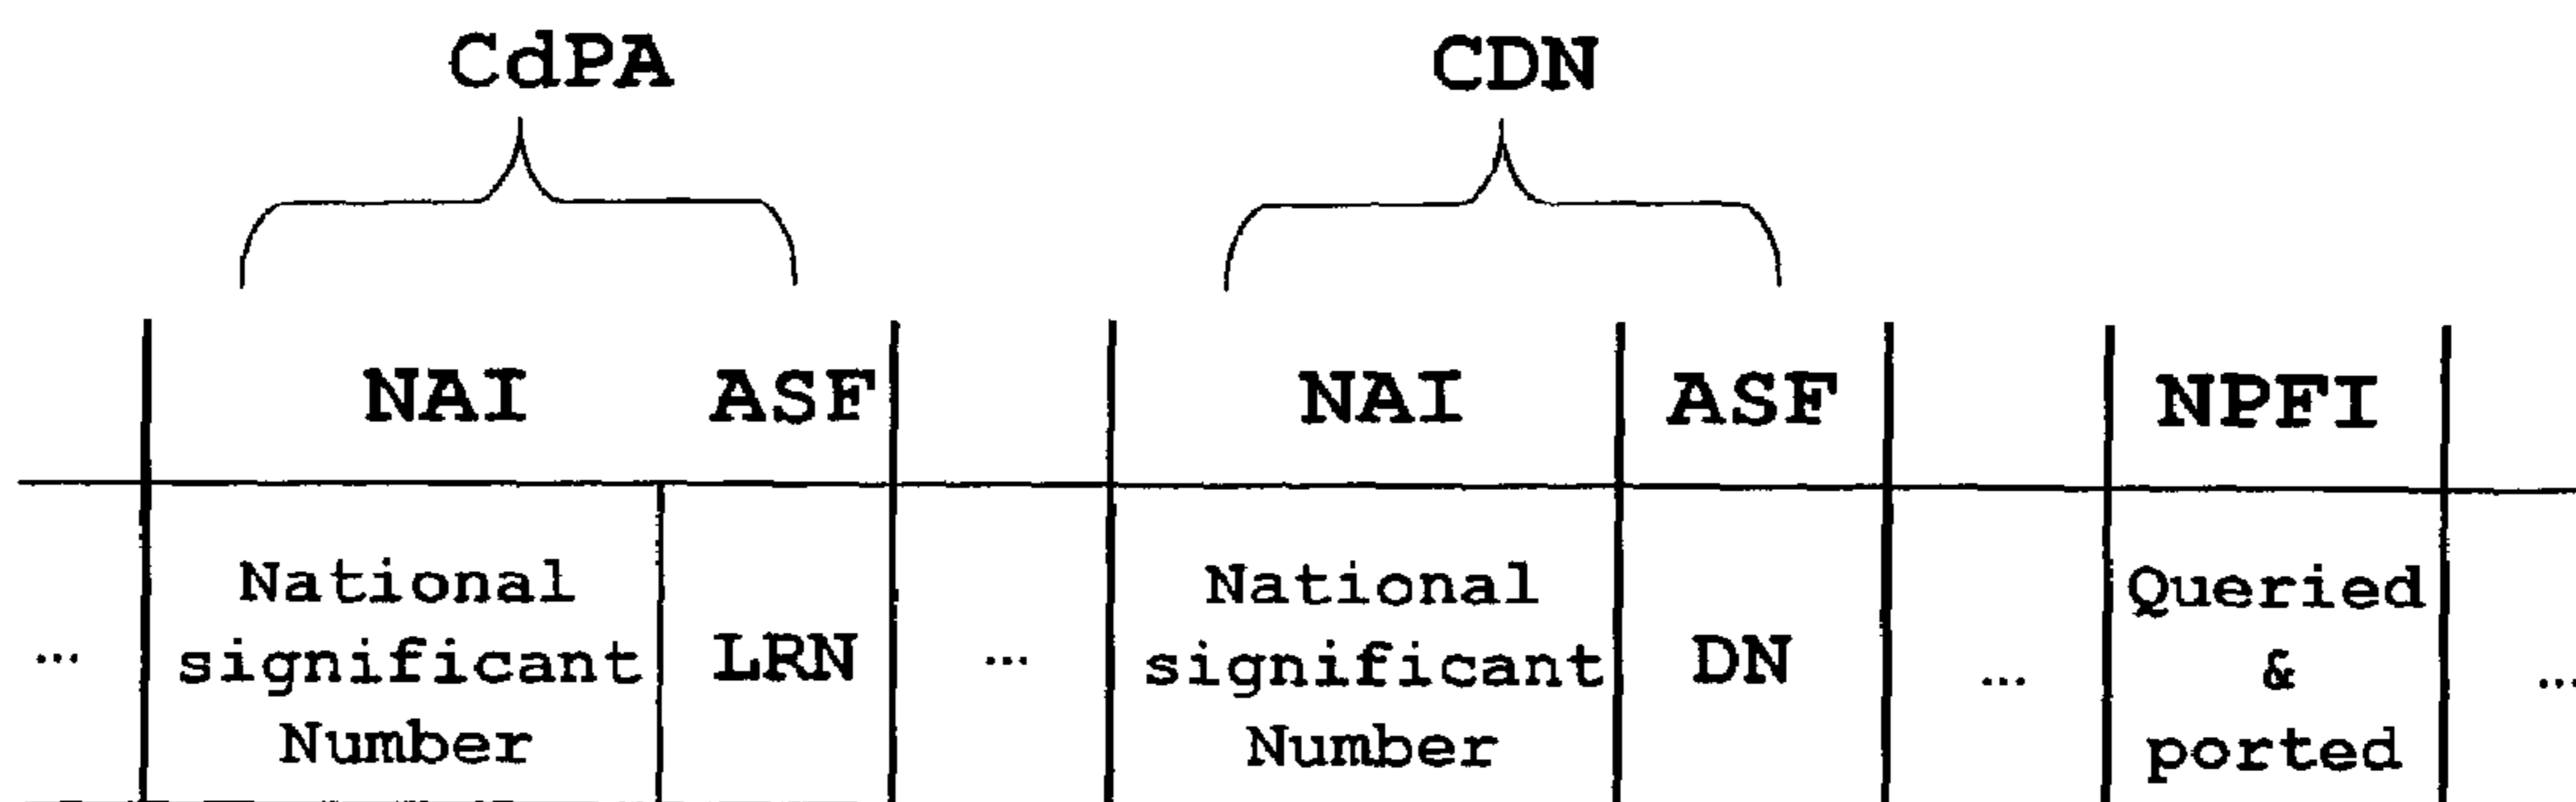 CdPA CDN
NAI ASF NAI ASF NPFI
National National Queried
... significant LRN ... significant DN ... & ...
Number Number ported